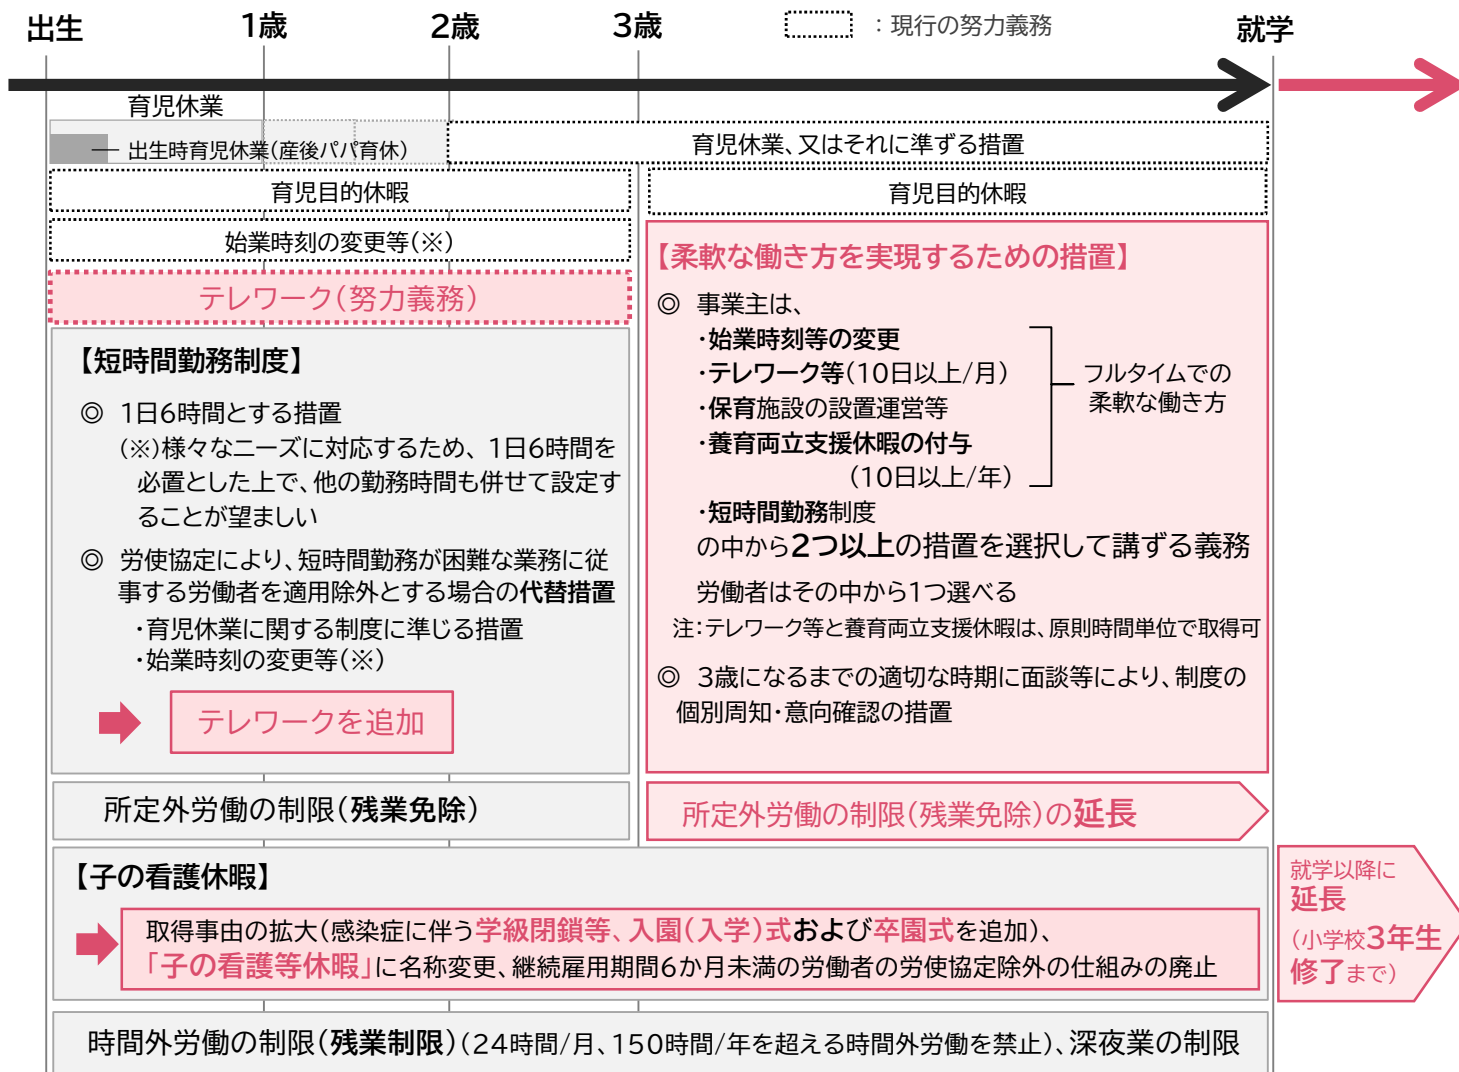 出生
1歳
2歳
3歳
：現行の努力義務
就学
育児休業
出生時育児休業(産後パパ育休)
育児休業、又はそれに準ずる措置
育児目的休暇
育児目的休暇
始業時刻の変更等(※)
テレワーク(努力義務)
【短時間勤務制度】
◎ 1日6時間とする措置
(※)様々なニーズに対応するため、1日6時間を
必置とした上で、他の勤務時間も併せて設定す
ることが望ましい
◎ 労使協定により、短時間勤務が困難な業務に従
事する労働者を適用除外とする場合の代替措置
・育児休業に関する制度に準じる措置
・始業時刻の変更等(※)
テレワークを追加
【柔軟な働き方を実現するための措置】
◎ 事業主は、
・始業時刻等の変更
・テレワーク等(10日以上/月)
・保育施設の設置運営等
・養育両立支援休暇の付与
(10日以上/年)
フルタイムでの
柔軟な働き方
・短時間勤務制度
の中から2つ以上の措置を選択して講ずる義務
労働者はその中から1つ選べる
注：テレワーク等と養育両立支援休暇は、原則時間単位で取得可
◎ 3歳になるまでの適切な時期に面談等により、制度の
個別周知・意向確認の措置
所定外労働の制限(残業免除)
所定外労働の制限(残業免除)の延長
【子の看護休暇】
取得事由の拡大(感染症に伴う学級閉鎖等、入園(入学)式および卒園式を追加)、
「子の看護等休暇」に名称変更、継続雇用期間6か月未満の労働者の労使協定除外の仕組みの廃止
就学以降に
延長
(小学校3年生
修了まで)
時間外労働の制限(残業制限)(24時間/月、150時間/年を超える時間外労働を禁止)、深夜業の制限